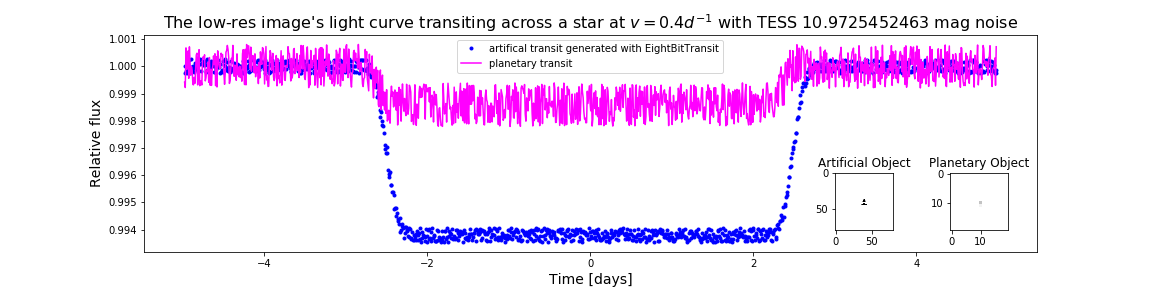 The low-res image's light curve transiting across a star at v = 0.4d⁻¹ with TESS 10.9725452463 mag noise
artifical transit generated with EightBitTransit
planetary transit
Relative flux
1.001
1.000
0.999
0.998
0.997
0.996
0.995
0.994
Artificial Object
0
50
0 50
Planetary Object
0
10
0 10
−4 −2 0 2 4
Time [days]